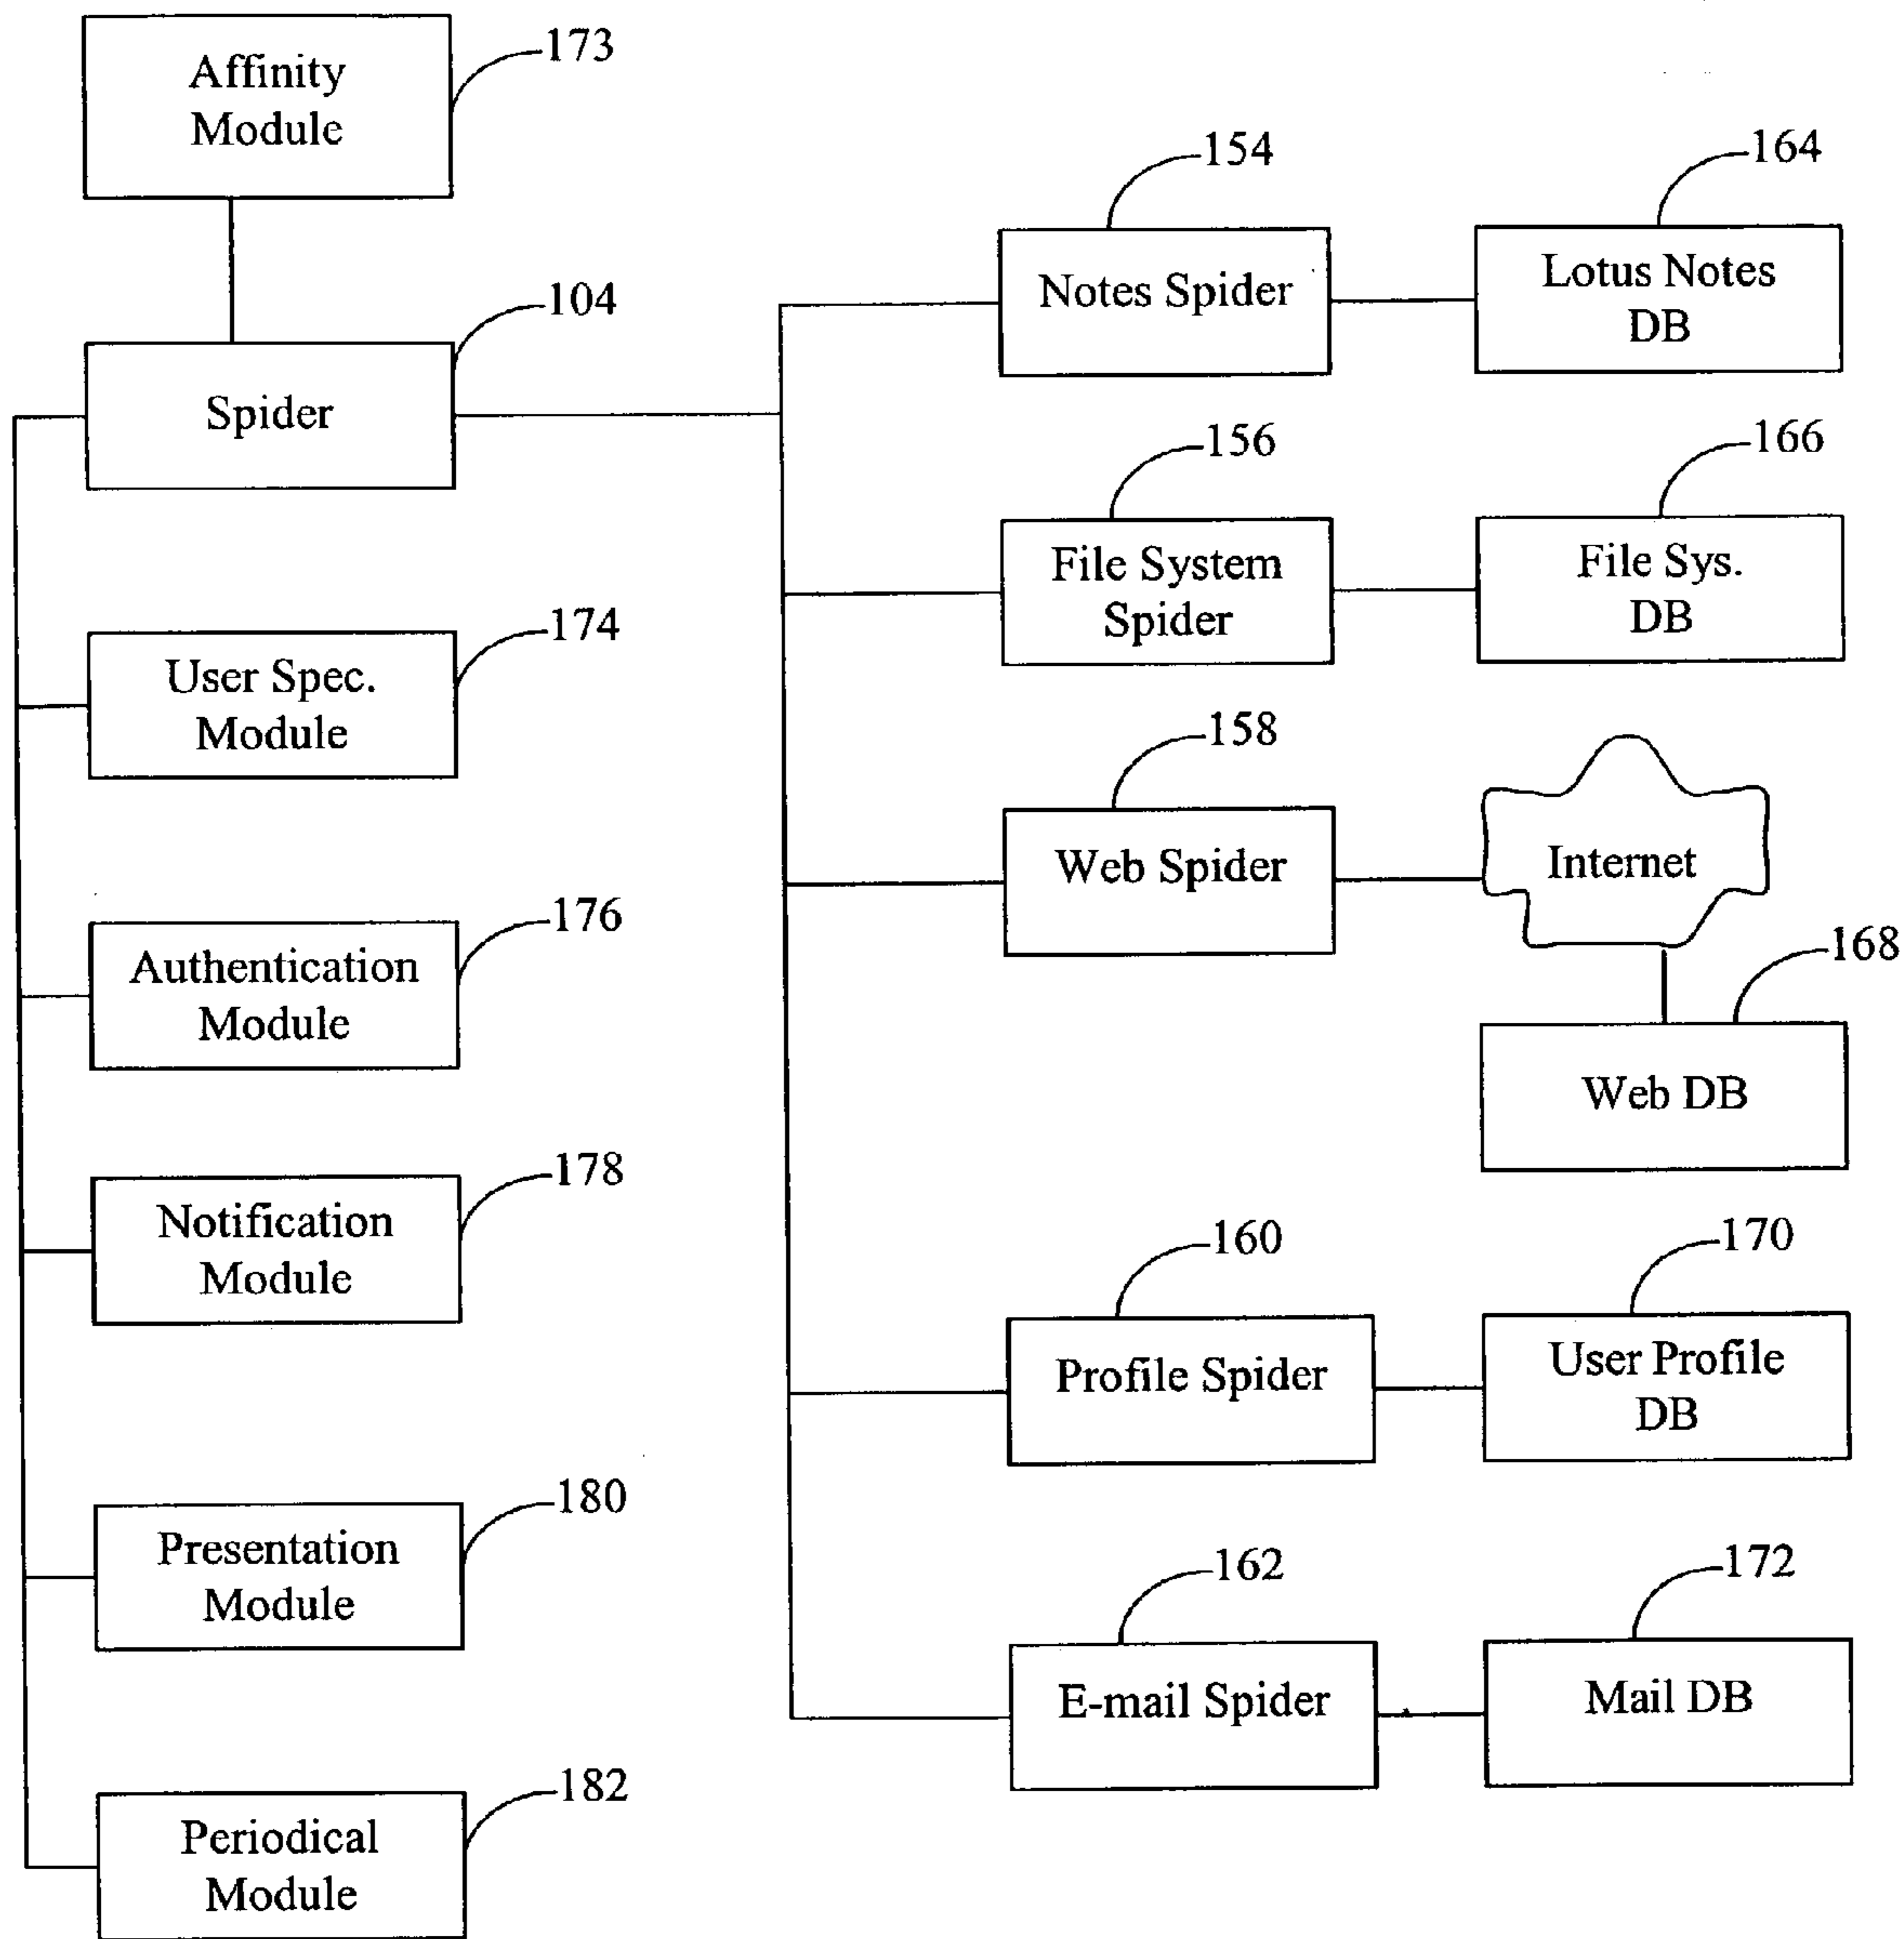 Affinity
Module
173
Spider
104
User Spec.
Module
174
Authentication
Module
176
Notification
Module
178
Presentation
Module
180
Periodical
Module
182
154
Notes Spider
164
Lotus Notes
DB
156
File System
Spider
166
File Sys.
DB
158
Web Spider
Internet
168
Web DB
160
Profile Spider
170
User Profile
DB
162
E-mail Spider
172
Mail DB